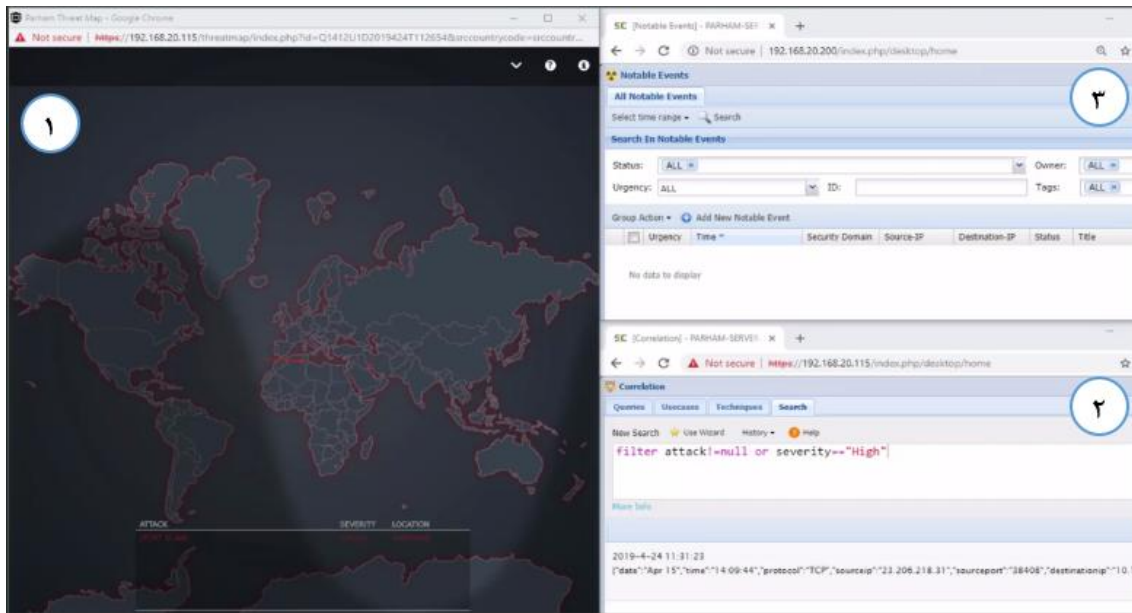 Parham Threat Map - Google Chrome
Not secure | https://192.168.20.115/threatmap/index.php?id=Q1412U1D2019424T112654&srccountrycode=srccountr...
۱
ATTACK SEVERITY LOCATION
[Notable Events] - PARHAM-SER
Not secure | 192.168.20.200/index.php/desktop/home
Notable Events
۳
All Notable Events
Select time range Search
Search In Notable Events
Status: ALL Owner: ALL
Urgency: ALL ID: Tags: ALL
Group Action Add New Notable Event
Urgency Time Security Domain Source-IP Destination-IP Status Title
No data to display
[Correlation] - PARHAM-SERVER
Not secure | https://192.168.20.115/index.php/desktop/home
Correlation
۲
Queries Usecases Techniques Search
New Search Use Wizard History Help
filter attack!=null or severity=="High"
More Info
2019-4-24 11:31:23
{"date":"Apr 15","time":"14:09:44","protocol":"TCP","sourceip":"23.206.218.31","sourceport":"38408","destinationip":"10.